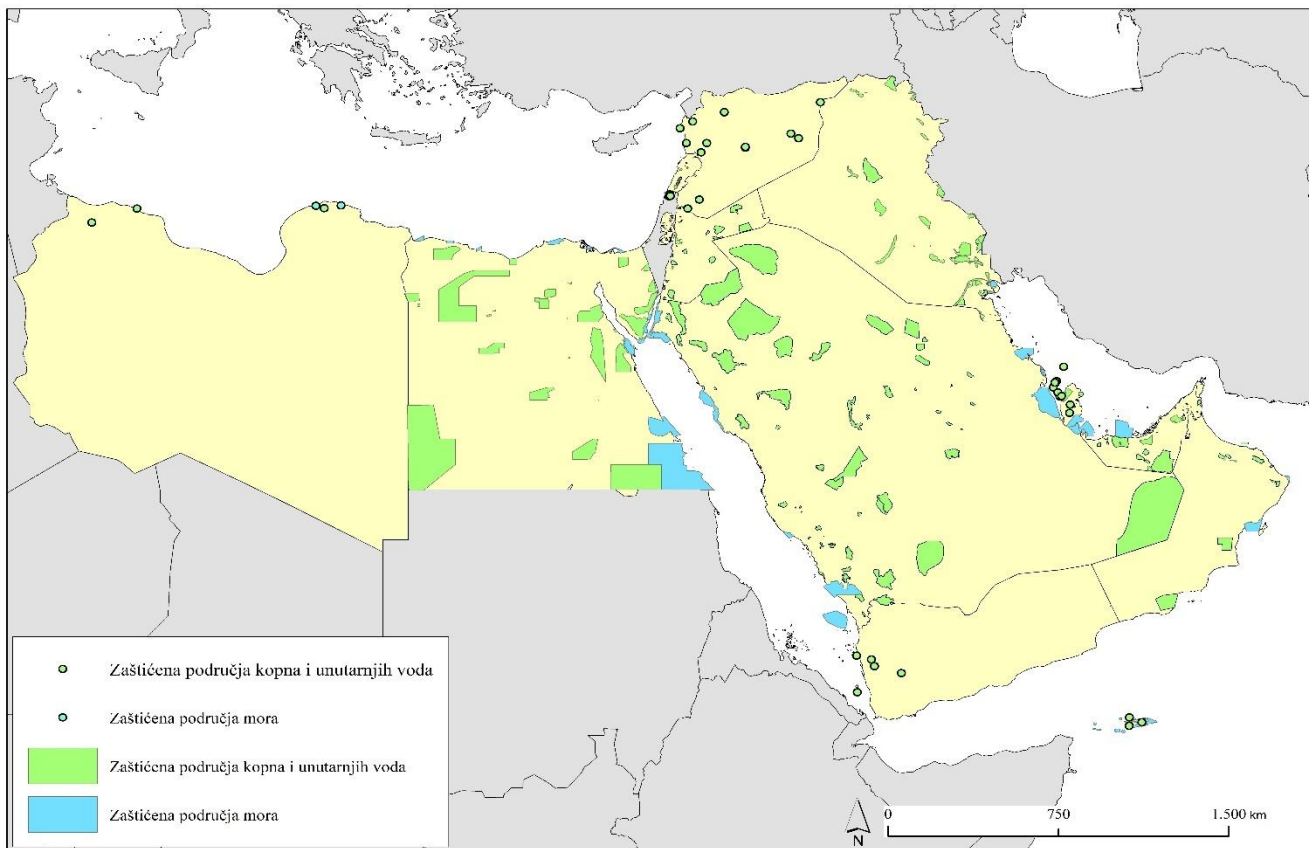 Zaštićena područja kopna i unutarnjih voda
Zaštićena područja mora
Zaštićena područja kopna i unutarnjih voda
Zaštićena područja mora
N
0 750 1.500 km